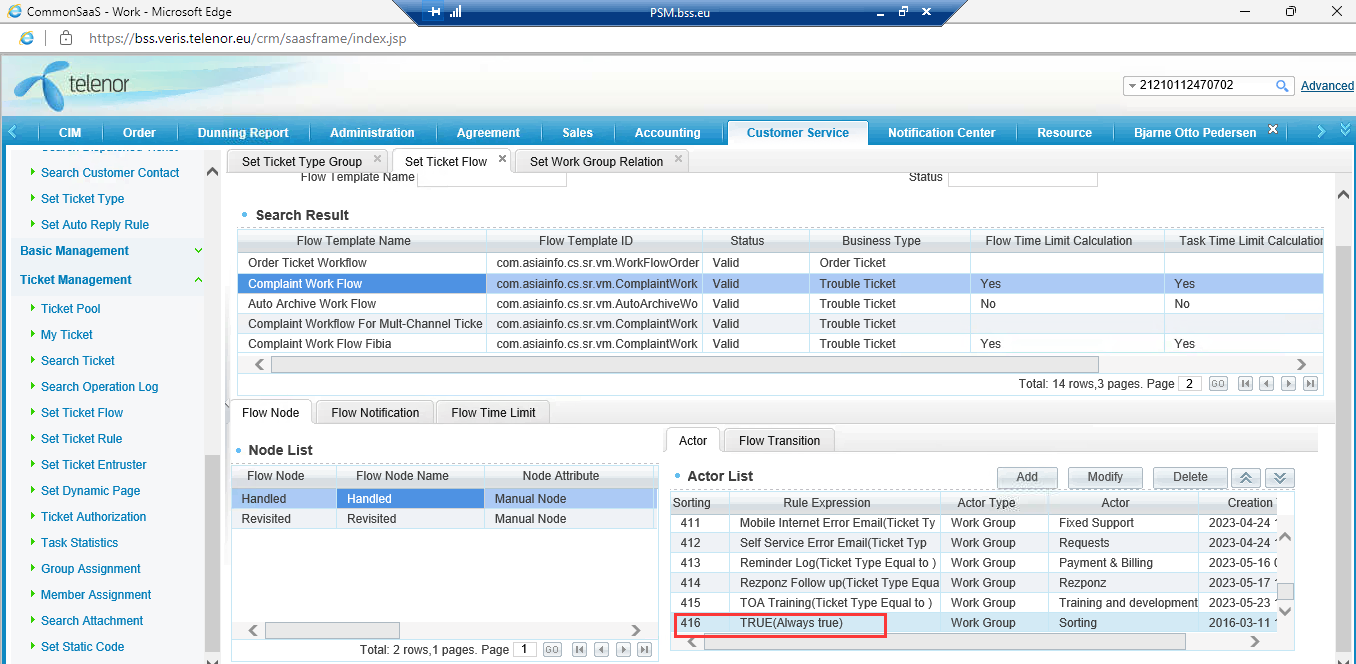 CommonSaaS - Work - Microsoft Edge
PSM.bss.eu
https://bss.veris.telenor.eu/crm/saasframe/index.jsp
telenor
21210112470702
Advanced
CIM Order Dunning Report Administration Agreement Sales Accounting Customer Service Notification Center Resource Bjarne Otto Pedersen
Search Dispatched Ticket
Search Customer Contact
Set Ticket Type
Set Auto Reply Rule
Basic Management
Ticket Management
Ticket Pool
My Ticket
Search Ticket
Search Operation Log
Set Ticket Flow
Set Ticket Rule
Set Ticket Entruster
Set Dynamic Page
Ticket Authorization
Task Statistics
Group Assignment
Member Assignment
Search Attachment
Set Static Code
Set Ticket Type Group Set Ticket Flow Set Work Group Relation
Flow Template Name Status
Search Result
Flow Template Name Flow Template ID Status Business Type Flow Time Limit Calculation Task Time Limit Calculation
Order Ticket Workflow com.asiainfo.cs.sr.vm.WorkFlowOrder Valid Order Ticket
Complaint Work Flow com.asiainfo.cs.sr.vm.ComplaintWork Valid Trouble Ticket Yes Yes
Auto Archive Work Flow com.asiainfo.cs.sr.vm.AutoArchiveWo Valid Trouble Ticket No No
Complaint Workflow For Mult-Channel Ticke com.asiainfo.cs.sr.vm.ComplaintWork Valid Trouble Ticket
Complaint Work Flow Fibia com.asiainfo.cs.sr.vm.ComplaintWork Valid Trouble Ticket Yes Yes
Total: 14 rows,3 pages. Page 2 GO
Flow Node Flow Notification Flow Time Limit
Node List
Flow Node Flow Node Name Node Attribute
Handled Handled Manual Node
Revisited Revisited Manual Node
Total: 2 rows,1 pages. Page 1 GO
Actor Flow Transition
Actor List Add Modify Delete
Sorting Rule Expression Actor Type Actor Creation
411 Mobile Internet Error Email(Ticket Ty Work Group Fixed Support 2023-04-24
412 Self Service Error Email(Ticket Typ Work Group Requests 2023-04-24
413 Reminder Log(Ticket Type Equal to ) Work Group Payment & Billing 2023-05-16
414 Rezponz Follow up(Ticket Type Equa Work Group Rezponz 2023-05-17
415 TOA Training(Ticket Type Equal to ) Work Group Training and development 2023-05-23
416 TRUE(Always true) Work Group Sorting 2016-03-11